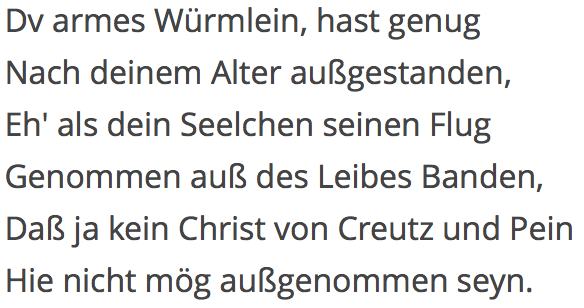 Dv armes Würmlein, hast genug
Nach deinem Alter außgestanden,
Eh' als dein Seelchen seinen Flug
Genommen auß des Leibes Banden,
Daß ja kein Christ von Creutz und Pein
Hie nicht mög außgenommen seyn.